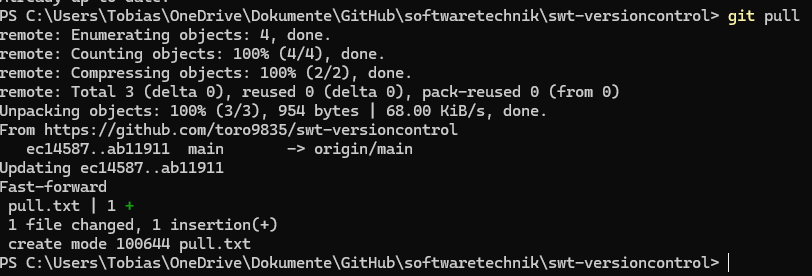 Already up to date.
PS C:\Users\Tobias\OneDrive\Dokumente\GitHub\softwaretechnik\swt-versioncontrol> git pull
remote: Enumerating objects: 4, done.
remote: Counting objects: 100% (4/4), done.
remote: Compressing objects: 100% (2/2), done.
remote: Total 3 (delta 0), reused 0 (delta 0), pack-reused 0 (from 0)
Unpacking objects: 100% (3/3), 954 bytes | 68.00 KiB/s, done.
From https://github.com/toro9835/swt-versioncontrol
   ec14587..ab11911  main       -> origin/main
Updating ec14587..ab11911
Fast-forward
 pull.txt | 1 +
 1 file changed, 1 insertion(+)
 create mode 100644 pull.txt
PS C:\Users\Tobias\OneDrive\Dokumente\GitHub\softwaretechnik\swt-versioncontrol>